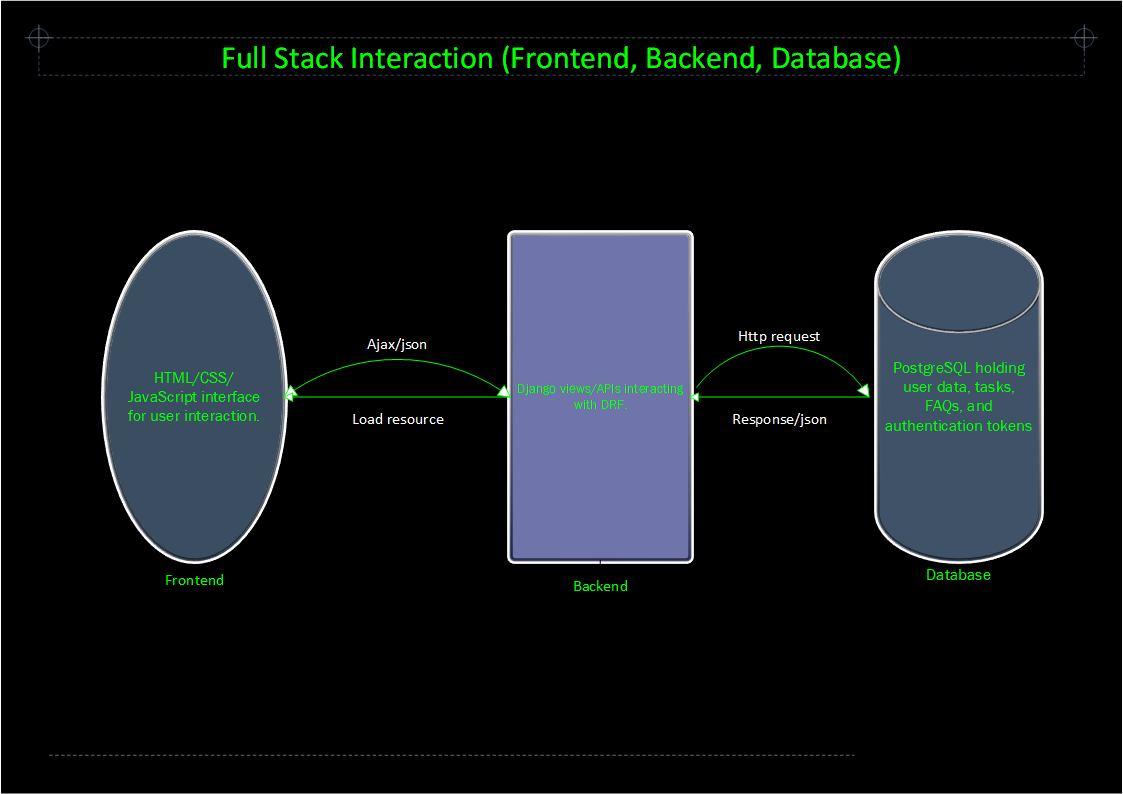 Full Stack Interaction (Frontend, Backend, Database)
Ajax/json
Load resource
Http request
Response/json
HTML/CSS/
JavaScript interface
for user interaction.
Django views/APIs interacting
with DRF.
PostgreSQL holding
user data, tasks,
FAQs, and
authentication tokens
Frontend
Backend
Database